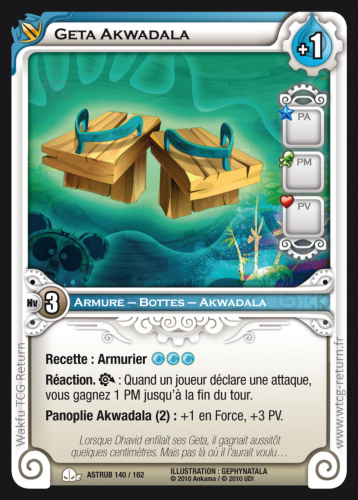 Geta Akwadala
+1
PA
PM
PV
Nv 3
Armure – Bottes – Akwadala
Recette : Armurier
Réaction. : Quand un joueur déclare une attaque,
vous gagnez 1 PM jusqu'à la fin du tour.
Panoplie Akwadala (2) : +1 en Force, +3 PV.
Lorsque Dhavid enfilait ses Geta, il gagnait aussitôt
quelques centimètres. Mais pas là où il l'aurait voulu…
ASTRUB 140 / 162
ILLUSTRATION : GEPHYNATALA
© 2010 Ankama / © 2010 UDI
Wakfu TCG Return
www.wtcg-return.fr